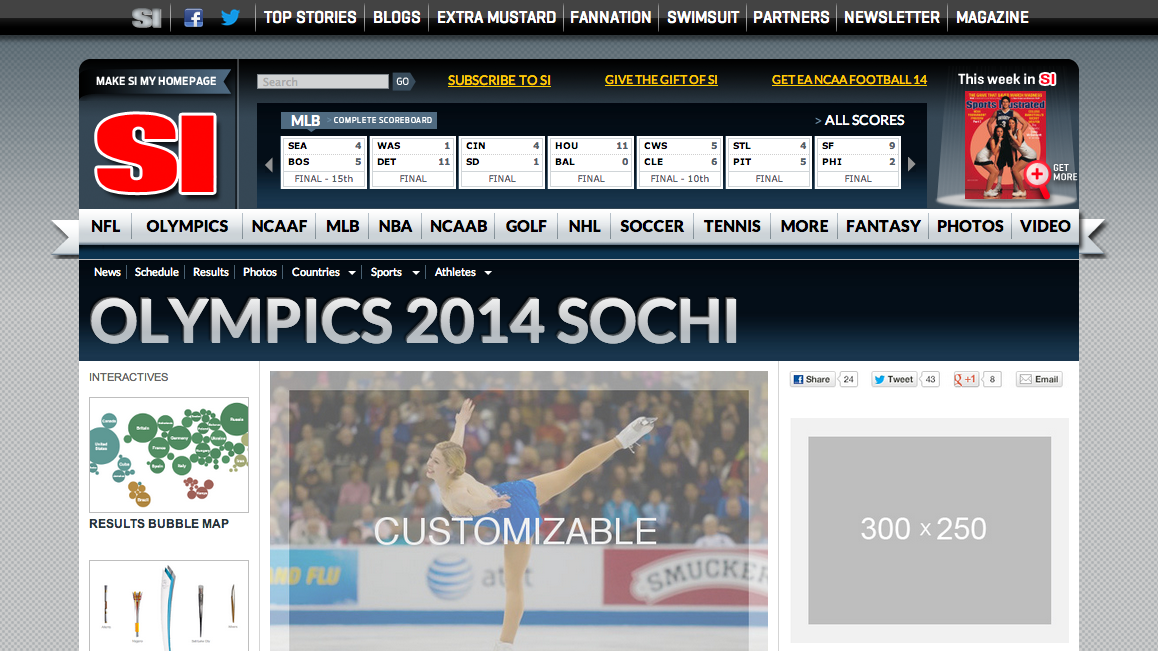 SI TOP STORIES BLOGS EXTRA MUSTARD FANNATION SWIMSUIT PARTNERS NEWSLETTER MAGAZINE
MAKE SI MY HOMEPAGE
SI
Search GO
SUBSCRIBE TO SI
GIVE THE GIFT OF SI
GET EA NCAA FOOTBALL 14
This week in SI
Sports Illustrated
GET
MORE
MLB > COMPLETE SCOREBOARD
> ALL SCORES
SEA 4
BOS 5
FINAL - 15th
WAS 1
DET 11
FINAL
CIN 4
SD 1
FINAL
HOU 11
BAL 0
FINAL
CWS 5
CLE 6
FINAL - 10th
STL 4
PIT 5
FINAL
SF 9
PHI 2
FINAL
NFL OLYMPICS NCAAF MLB NBA NCAAB GOLF NHL SOCCER TENNIS MORE FANTASY PHOTOS VIDEO
News Schedule Results Photos Countries Sports Athletes
OLYMPICS 2014 SOCHI
INTERACTIVES
Canada
United
States
Cuba
Brazil
Britain
France
Spain
Germany
Italy
Ukraine
Russia
RESULTS BUBBLE MAP
CUSTOMIZABLE
AND FLU
at&t
SMUCKE
Share 24
Tweet 43
+1 8
Email
300 x 250